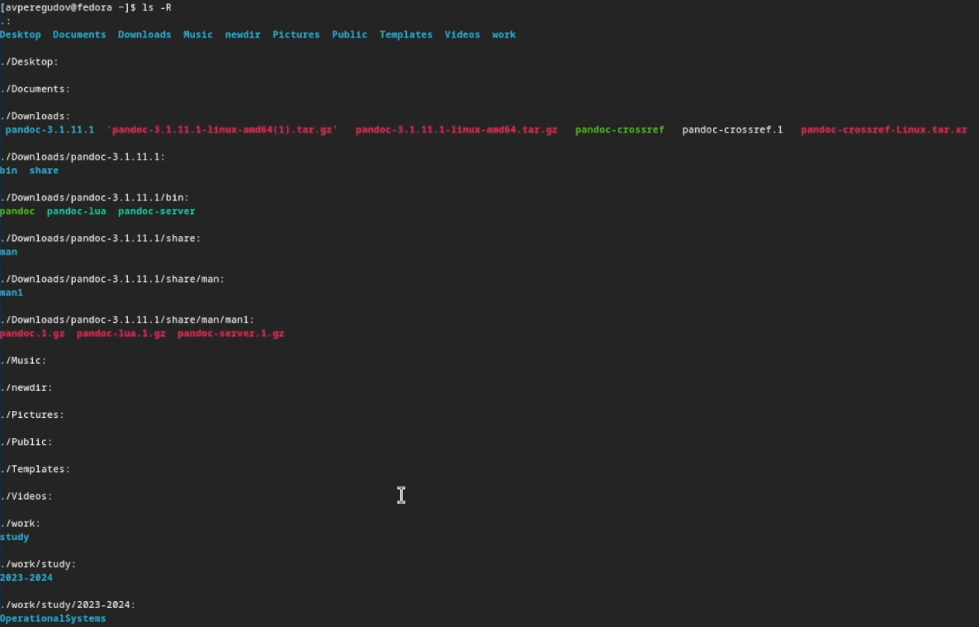 [avperegudov@fedora ~]$ ls -R
.:
Desktop  Documents  Downloads  Music  newdir  Pictures  Public  Templates  Videos  work
./Desktop:
./Documents:
./Downloads:
pandoc-3.1.11.1  'pandoc-3.1.11.1-linux-amd64(1).tar.gz'  pandoc-3.1.11.1-linux-amd64.tar.gz  pandoc-crossref  pandoc-crossref.1  pandoc-crossref-Linux.tar.xz
./Downloads/pandoc-3.1.11.1:
bin  share
./Downloads/pandoc-3.1.11.1/bin:
pandoc  pandoc-lua  pandoc-server
./Downloads/pandoc-3.1.11.1/share:
man
./Downloads/pandoc-3.1.11.1/share/man:
man1
./Downloads/pandoc-3.1.11.1/share/man/man1:
pandoc.1.gz  pandoc-lua.1.gz  pandoc-server.1.gz
./Music:
./newdir:
./Pictures:
./Public:
./Templates:
./Videos:
./work:
study
./work/study:
2023-2024
./work/study/2023-2024:
OperationalSystems